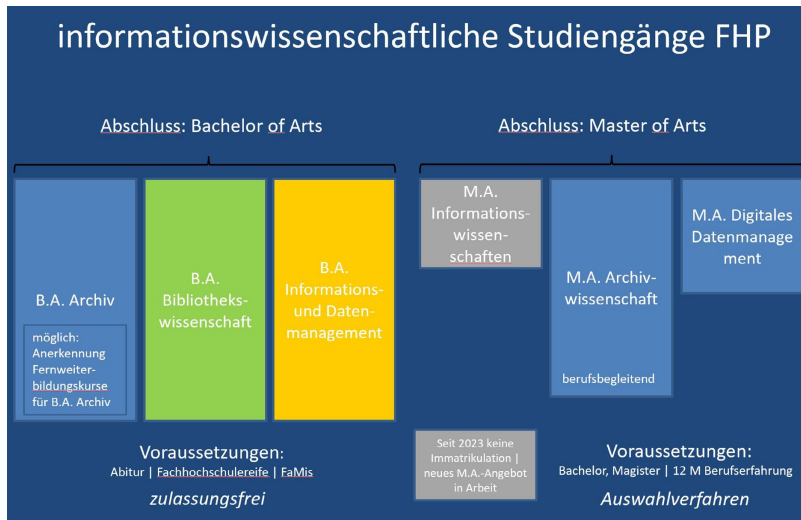 informationswissenschaftliche Studiengänge FHP
Abschluss: Bachelor of Arts
Abschluss: Master of Arts
B.A. Archiv
möglich:
Anerkennung
Fernweiter-
bildungskurse
für B.A. Archiv
B.A.
Bibliotheks-
wissenschaft
B.A.
Informations-
und Daten-
management
M.A.
Informations-
wissen-
schaften
M.A. Archiv-
wissenschaft
berufsbegleitend
M.A. Digitales
Datenmanage
ment
Voraussetzungen:
Abitur | Fachhochschulereife | FaMis
zulassungsfrei
Seit 2023 keine
Immatrikulation |
neues M.A.-Angebot
in Arbeit
Voraussetzungen:
Bachelor, Magister | 12 M Berufserfahrung
Auswahlverfahren